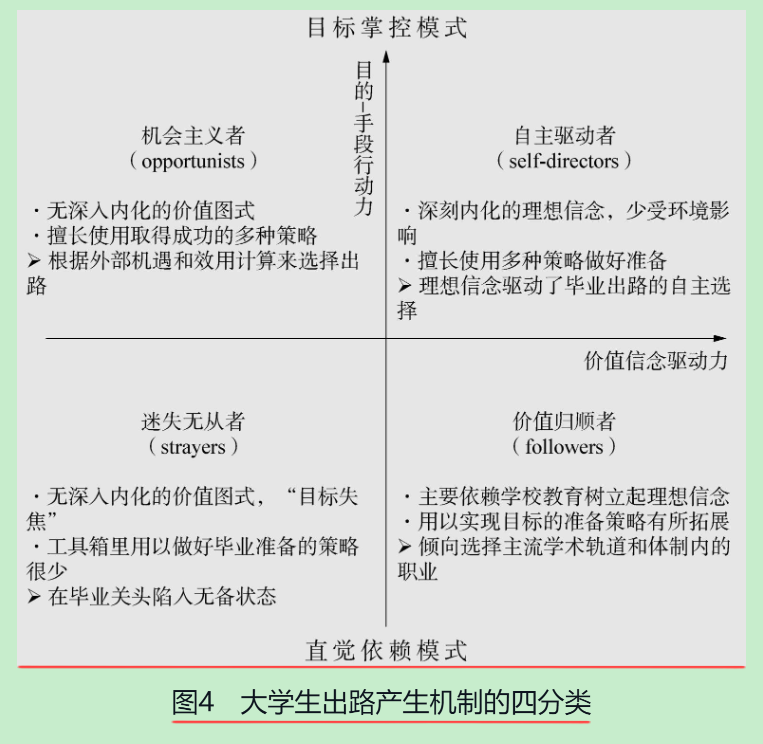 目标掌控模式
目的-手段行动力
机会主义者
（opportunists）
·无深入内化的价值图式
·擅长使用取得成功的多种策略
➢根据外部机遇和效用计算来选择出
路
自主驱动者
（self-directors）
·深刻内化的理想信念，少受环境影
响
·擅长使用多种策略做好准备
➢理想信念驱动了毕业出路的自主选
择
价值信念驱动力
迷失无从者
（strayers）
·无深入内化的价值图式，“目标失
焦”
·工具箱里用以做好毕业准备的策略
很少
➢在毕业关头陷入无备状态
价值归顺者
（followers）
·主要依赖学校教育树立起理想信念
·用以实现目标的准备策略有所拓展
➢倾向选择主流学术轨道和体制内的
职业
直觉依赖模式
图4 大学生出路产生机制的四分类